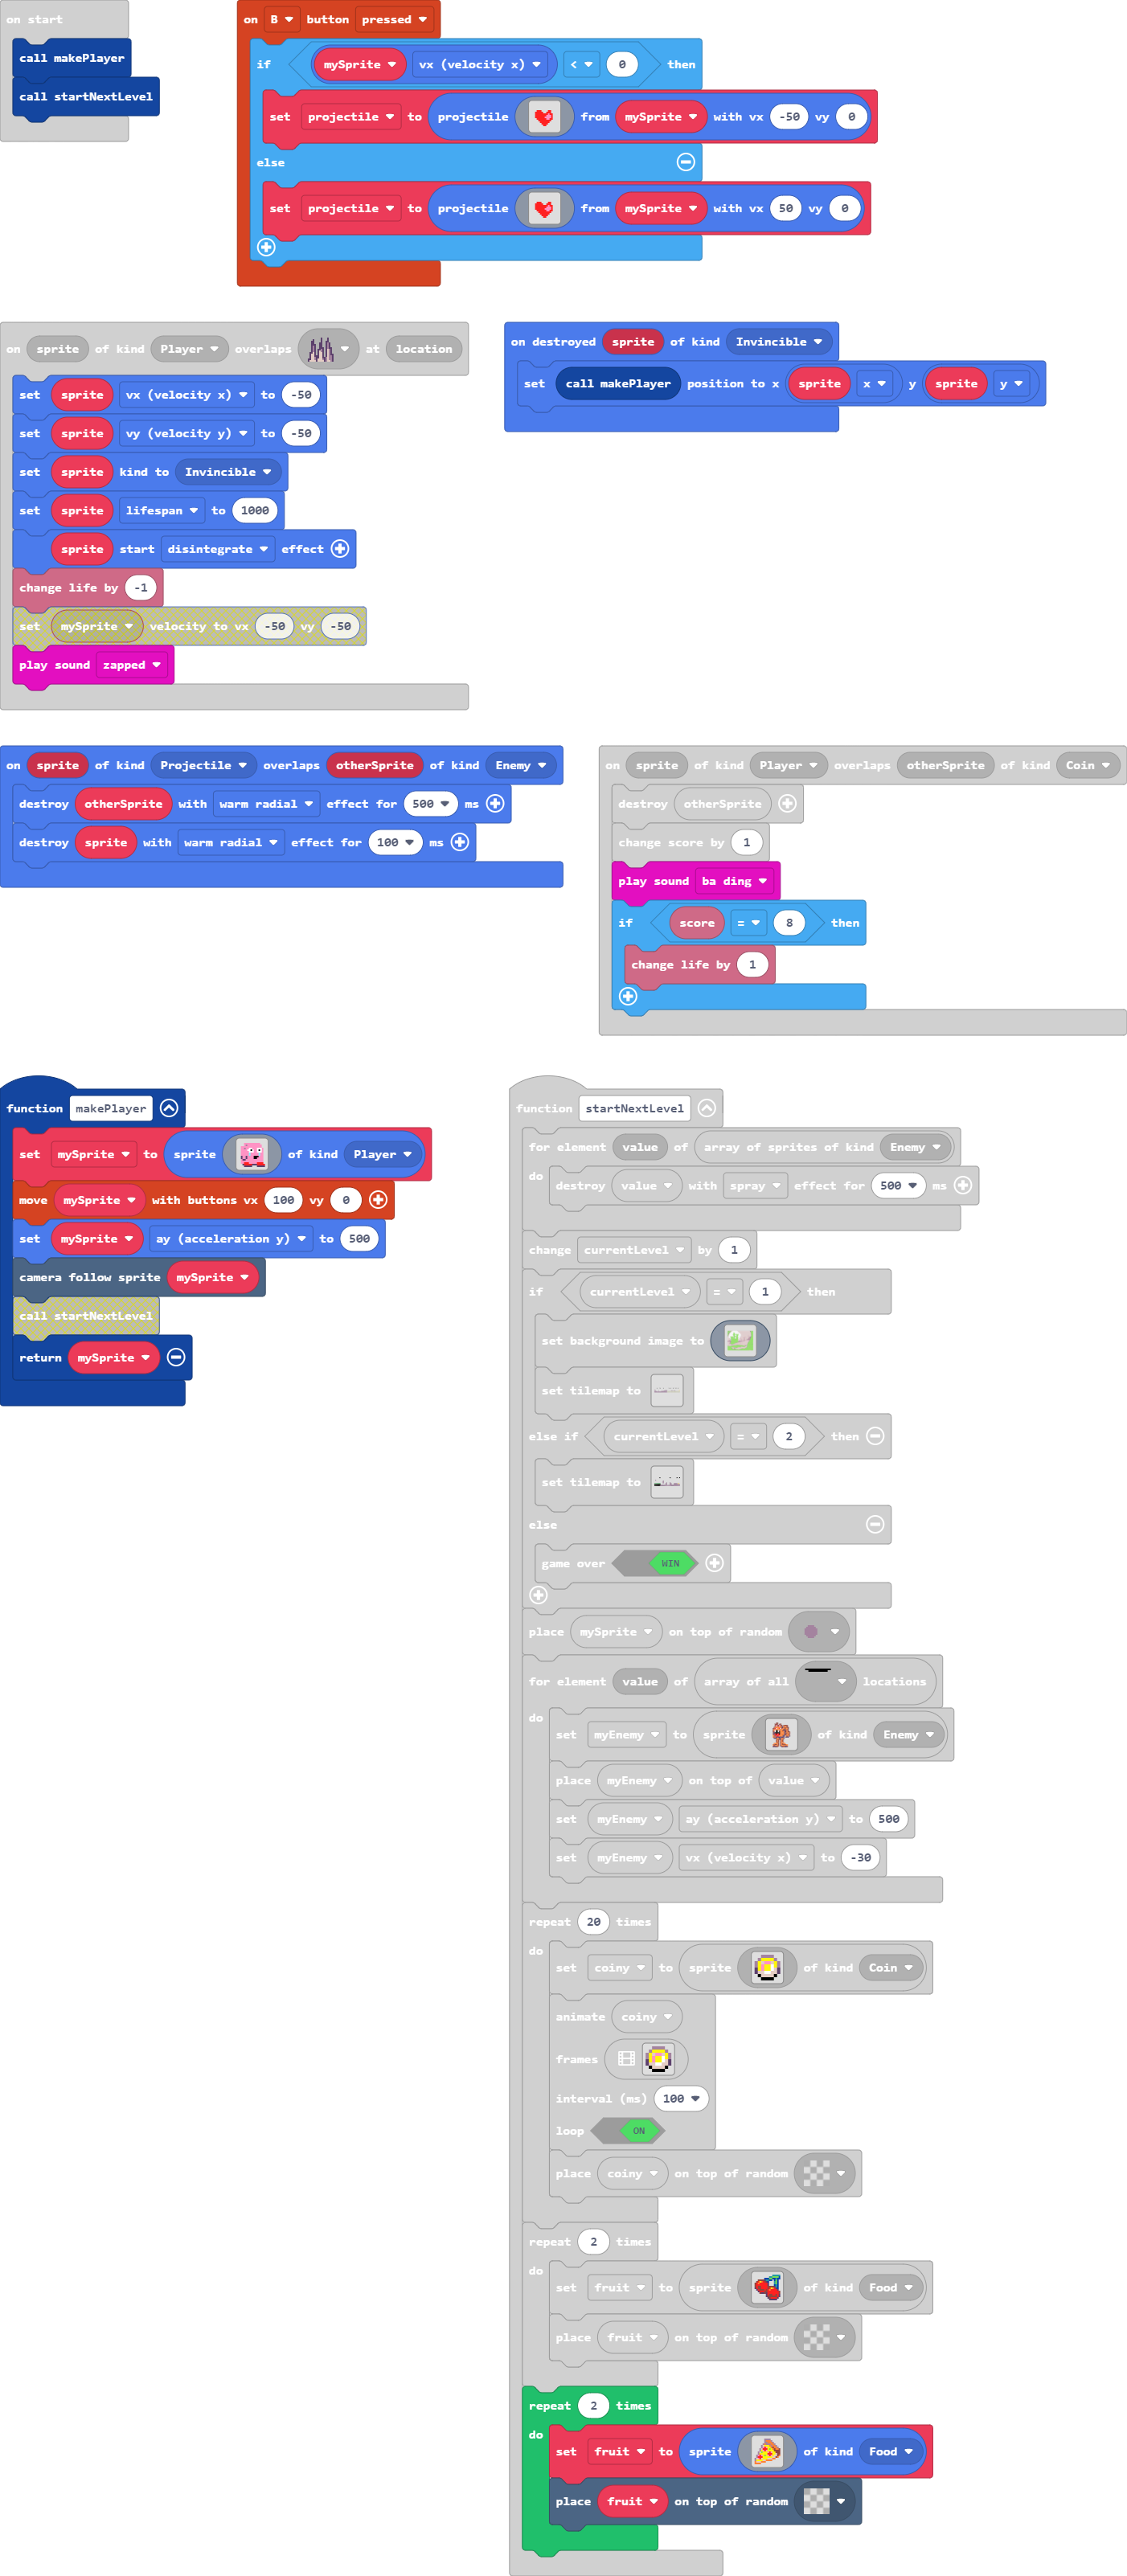 on start
call makePlayer
call startNextLevel
on B button pressed
if mySprite vx (velocity x) < 0 then
set projectile to projectile from mySprite with vx -50 vy 0
else
set projectile to projectile from mySprite with vx 50 vy 0
on sprite of kind Player overlaps at location
set sprite vx (velocity x) to -50
set sprite vy (velocity y) to -50
set sprite kind to Invincible
set sprite lifespan to 1000
sprite start disintegrate effect
change life by -1
set mySprite velocity to vx -50 vy -50
play sound zapped
on destroyed sprite of kind Invincible
set call makePlayer position to x sprite x y sprite y
on sprite of kind Projectile overlaps otherSprite of kind Enemy
destroy otherSprite with warm radial effect for 500 ms
destroy sprite with warm radial effect for 100 ms
on sprite of kind Player overlaps otherSprite of kind Coin
destroy otherSprite
change score by 1
play sound ba ding
if score = 8 then
change life by 1
function makePlayer
set mySprite to sprite of kind Player
move mySprite with buttons vx 100 vy 0
set mySprite ay (acceleration y) to 500
camera follow sprite mySprite
call startNextLevel
return mySprite
function startNextLevel
for element value of array of sprites of kind Enemy
do
destroy value with spray effect for 500 ms
change currentLevel by 1
if currentLevel = 1 then
set background image to
set tilemap to
else if currentLevel = 2 then
set tilemap to
else
game over WIN
place mySprite on top of random
for element value of array of all locations
do
set myEnemy to sprite of kind Enemy
place myEnemy on top of value
set myEnemy ay (acceleration y) to 500
set myEnemy vx (velocity x) to -30
repeat 20 times
do
set coiny to sprite of kind Coin
animate coiny
frames
interval (ms) 100
loop ON
place coiny on top of random
repeat 2 times
do
set fruit to sprite of kind Food
place fruit on top of random
repeat 2 times
do
set fruit to sprite of kind Food
place fruit on top of random